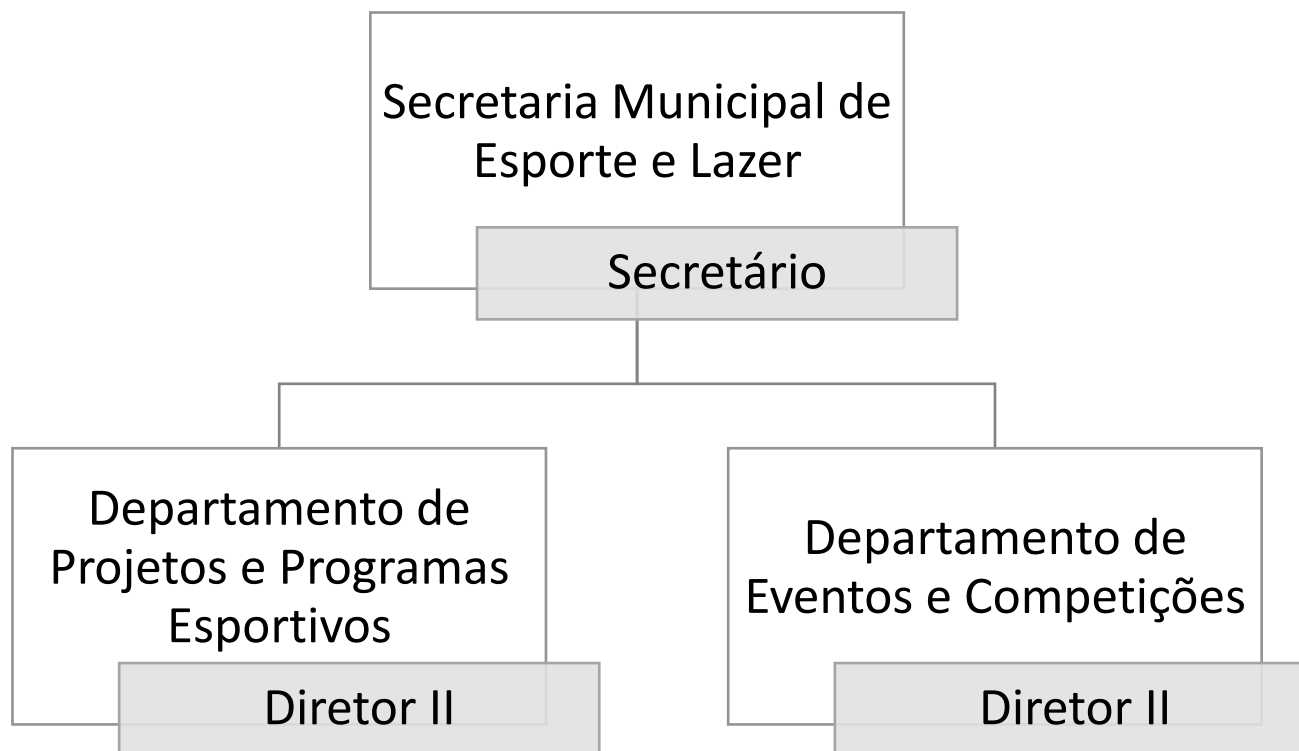 Secretaria Municipal de
Esporte e Lazer
Secretário
Departamento de
Projetos e Programas
Esportivos
Diretor II
Departamento de
Eventos e Competições
Diretor II